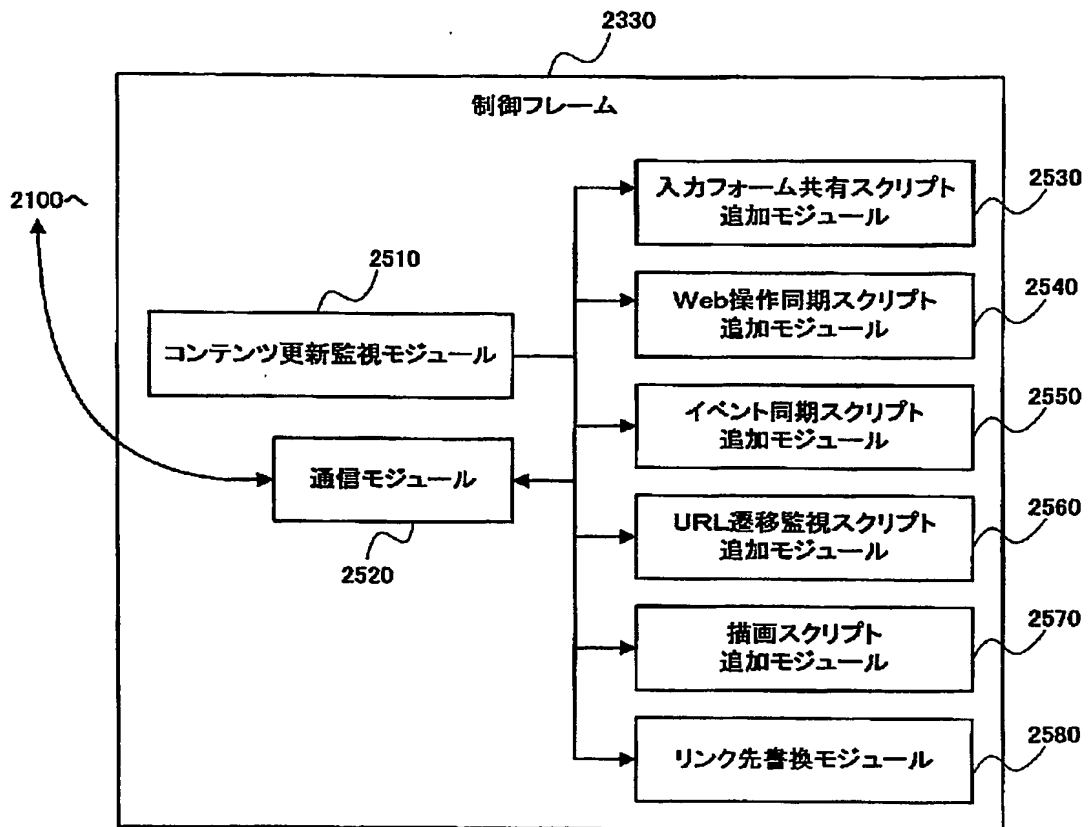 2330
制御フレーム
2100へ
2510
コンテンツ更新監視モジュール
通信モジュール
2520
入力フォーム共有スクリプト
追加モジュール
2530
Web操作同期スクリプト
追加モジュール
2540
イベント同期スクリプト
追加モジュール
2550
URL遷移監視スクリプト
追加モジュール
2560
描画スクリプト
追加モジュール
2570
リンク先書換モジュール
2580